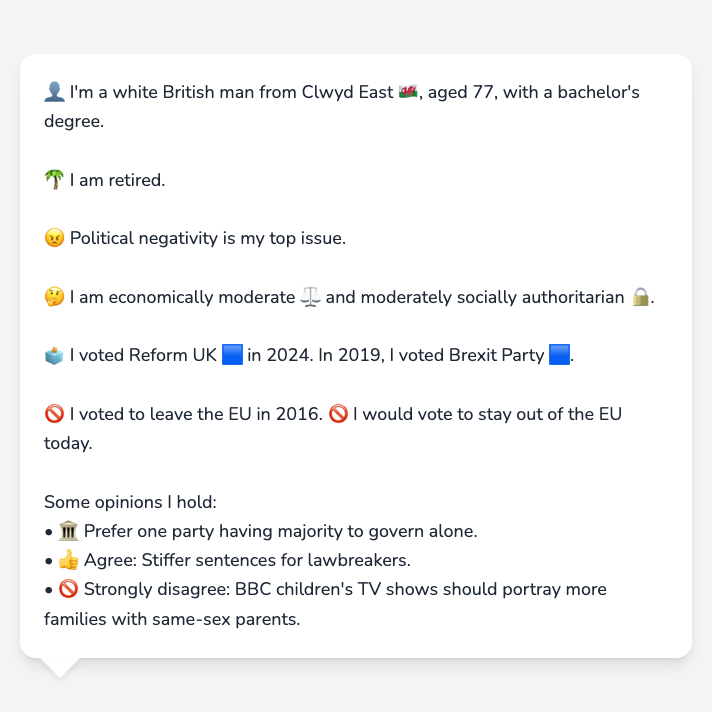 👤 I'm a white British man from Clwyd East 🏴󠁧󠁢󠁷󠁬󠁳󠁿, aged 77, with a bachelor's
degree.
🌴 I am retired.
😠 Political negativity is my top issue.
🤔 I am economically moderate ⚖️ and moderately socially authoritarian 🔒.
🗳️ I voted Reform UK 🟦 in 2024. In 2019, I voted Brexit Party 🟦.
🚫 I voted to leave the EU in 2016. 🚫 I would vote to stay out of the EU
today.
Some opinions I hold:
• 🏛️ Prefer one party having majority to govern alone.
• 👍 Agree: Stiffer sentences for lawbreakers.
• 🚫 Strongly disagree: BBC children's TV shows should portray more
families with same-sex parents.